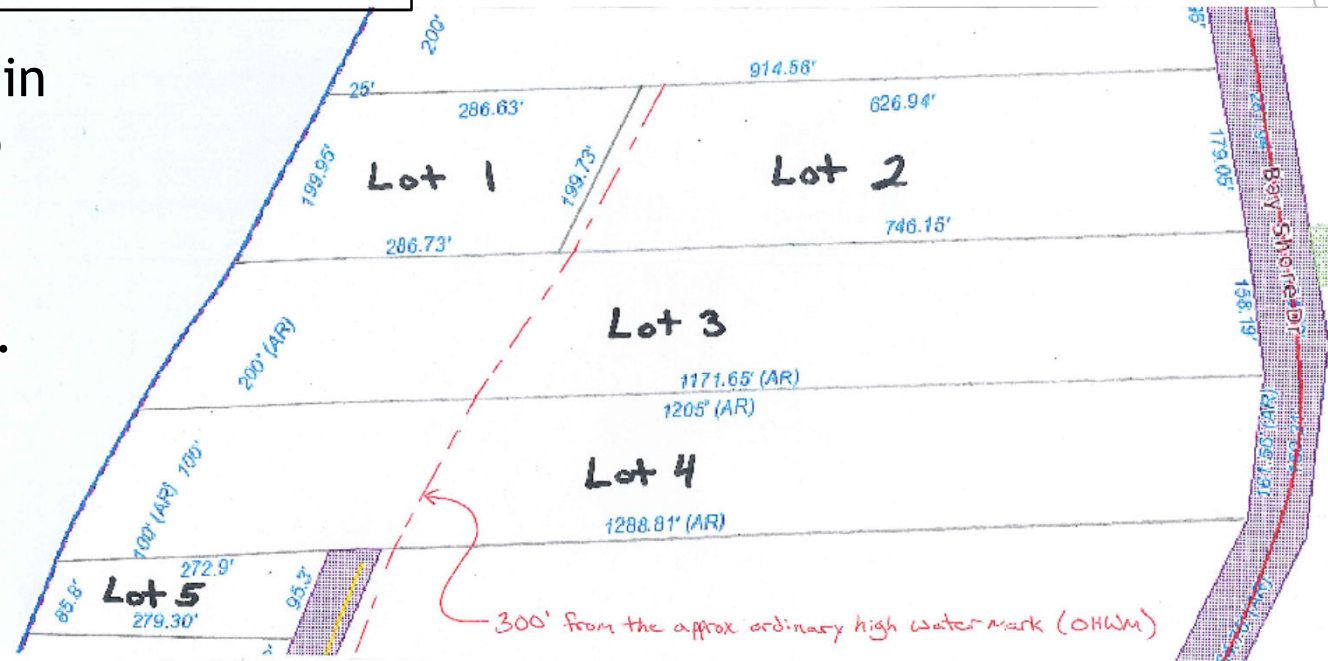 in
200'
914.56'
25'
286.63'
626.94'
199.95'
Lot 1
199.73'
Lot 2
179.05'
286.73'
746.15'
Bay Shore Dr
Lot 3
158.19'
200' (AR)
1171.65' (AR)
1205' (AR)
Lot 4
161.56 (AR)
100' (AR) 100'
1288.81' (AR)
272.9'
Lot 5
85.8'
95.3'
279.30'
300' from the approx ordinary high water mark (OHWM)